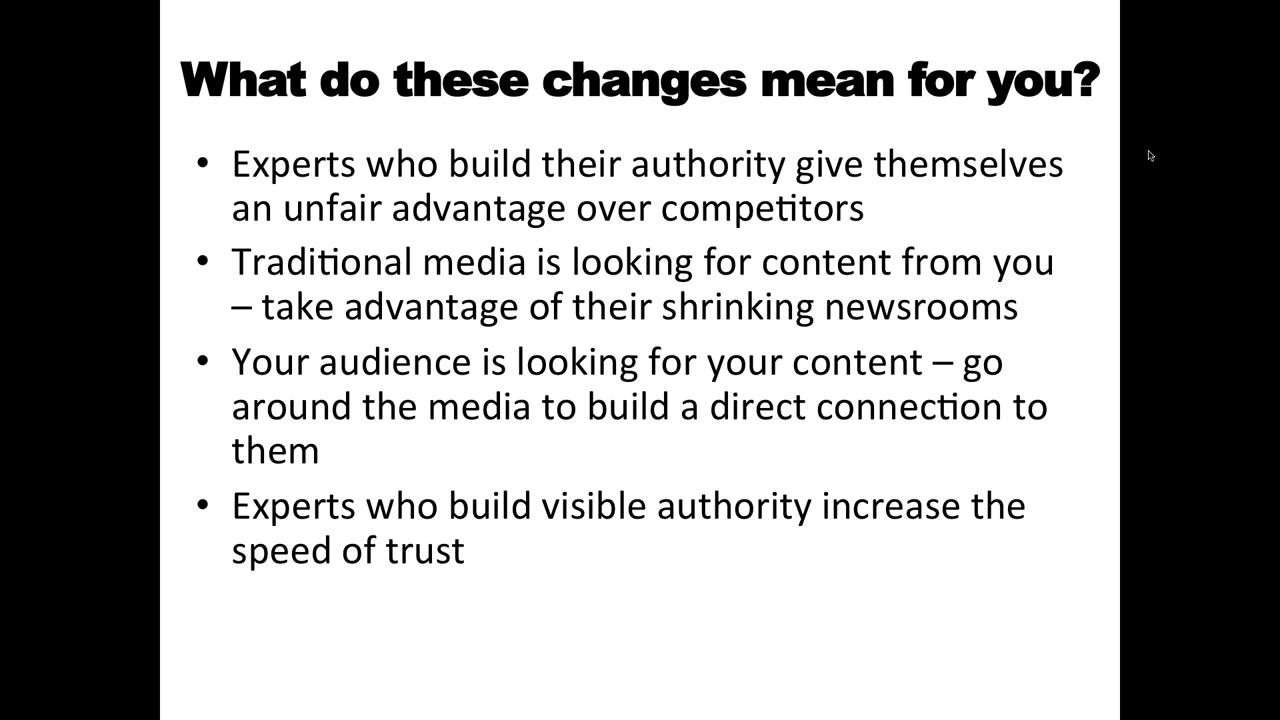 What do these changes mean for you?
• Experts who build their authority give themselves
an unfair advantage over competitors
• Traditional media is looking for content from you
– take advantage of their shrinking newsrooms
• Your audience is looking for your content – go
around the media to build a direct connection to
them
• Experts who build visible authority increase the
speed of trust